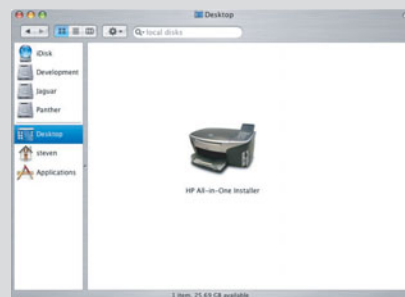 Desktop
local disks
iDisk
Development
Jaguar
Panther
Desktop
steven
Applications
HP All-in-One Installer
1 item, 25.69 GB available